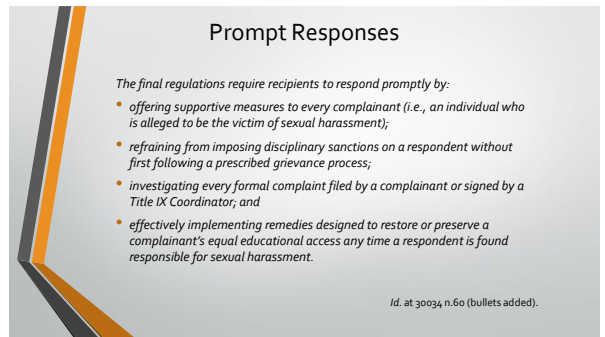 Prompt Responses
The final regulations require recipients to respond promptly by:
• offering supportive measures to every complainant (i.e., an individual who
is alleged to be the victim of sexual harassment);
• refraining from imposing disciplinary sanctions on a respondent without
first following a prescribed grievance process;
• investigating every formal complaint filed by a complainant or signed by a
Title IX Coordinator; and
• effectively implementing remedies designed to restore or preserve a
complainant's equal educational access any time a respondent is found
responsible for sexual harassment.
Id. at 30034 n.60 (bullets added).